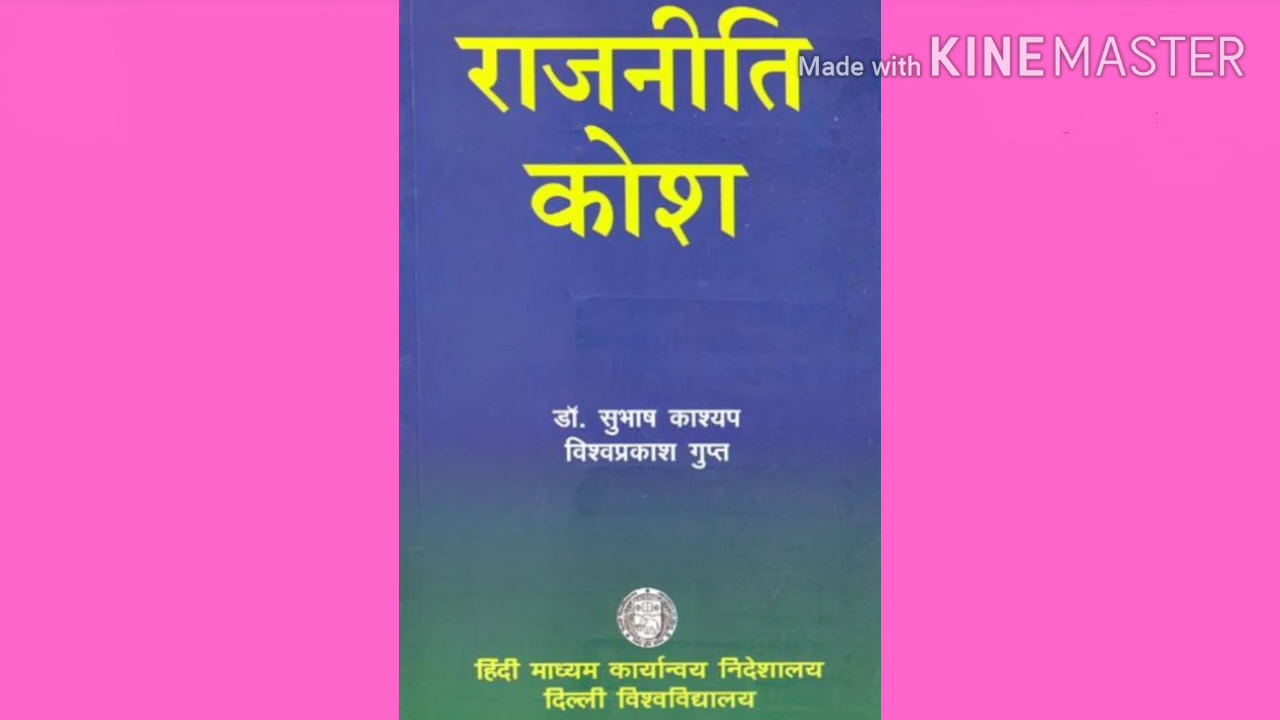 राजनीति
Made with KINEMASTER
कोश
डॉ. सुभाष काश्यप
विश्वप्रकाश गुप्त
हिंदी माध्यम कार्यान्वय निदेशालय
दिल्ली विश्वविद्यालय